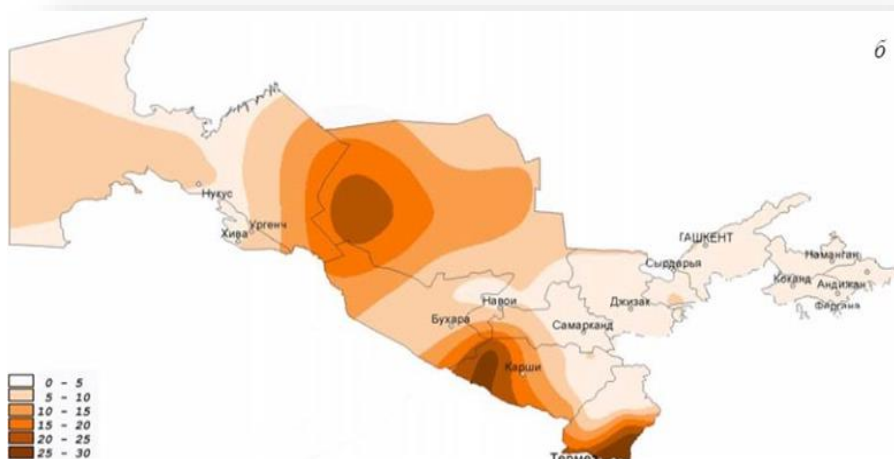 б
Нукус
Ургенч
Хива
ТАШКЕНТ
Сырдарья
Наманган
Коканд
Андижан
Фергана
Навои
Джизак
Бухара
Самарканд
Карши
0 - 5
5 - 10
10 - 15
15 - 20
20 - 25
25 - 30